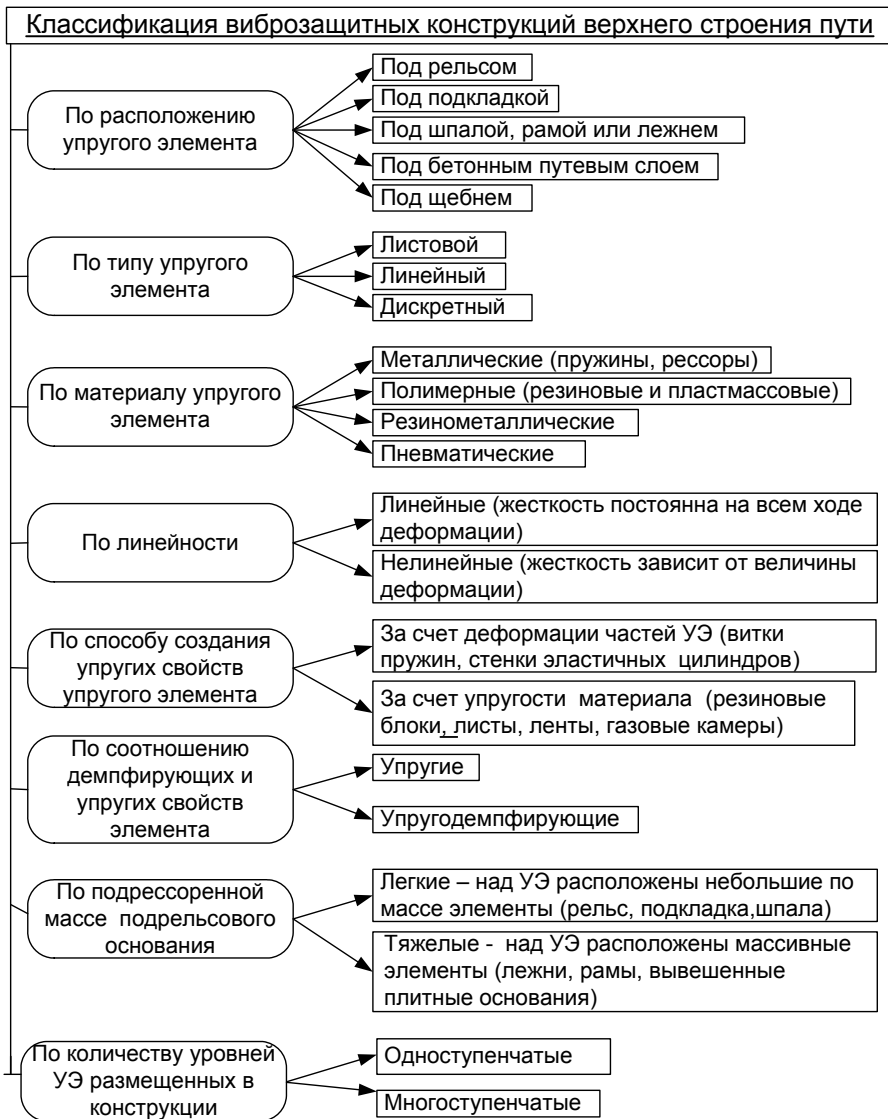 Классификация виброзащитных конструкций верхнего строения пути
По расположению
упругого элемента
Под рельсом
Под подкладкой
Под шпалой, рамой или лежнем
Под бетонным путевым слоем
Под щебнем
По типу упругого
элемента
Листовой
Линейный
Дискретный
По материалу упругого
элемента
Металлические (пружины, рессоры)
Полимерные (резиновые и пластмассовые)
Резинометаллические
Пневматические
По линейности
Линейные (жесткость постоянна на всем ходе
деформации)
Нелинейные (жесткость зависит от величины
деформации)
По способу создания
упругих свойств
упругого элемента
За счет деформации частей УЭ (витки
пружин, стенки эластичных цилиндров)
За счет упругости материала (резиновые
блоки, листы, ленты, газовые камеры)
По соотношению
демпфирующих и
упругих свойств
элемента
Упругие
Упругодемпфирующие
По подрессоренной
массе подрельсового
основания
Легкие – над УЭ расположены небольшие по
массе элементы (рельс, подкладка,шпала)
Тяжелые - над УЭ расположены массивные
элементы (лежни, рамы, вывешенные
плитные основания)
По количеству уровней
УЭ размещенных в
конструкции
Одноступенчатые
Многоступенчатые